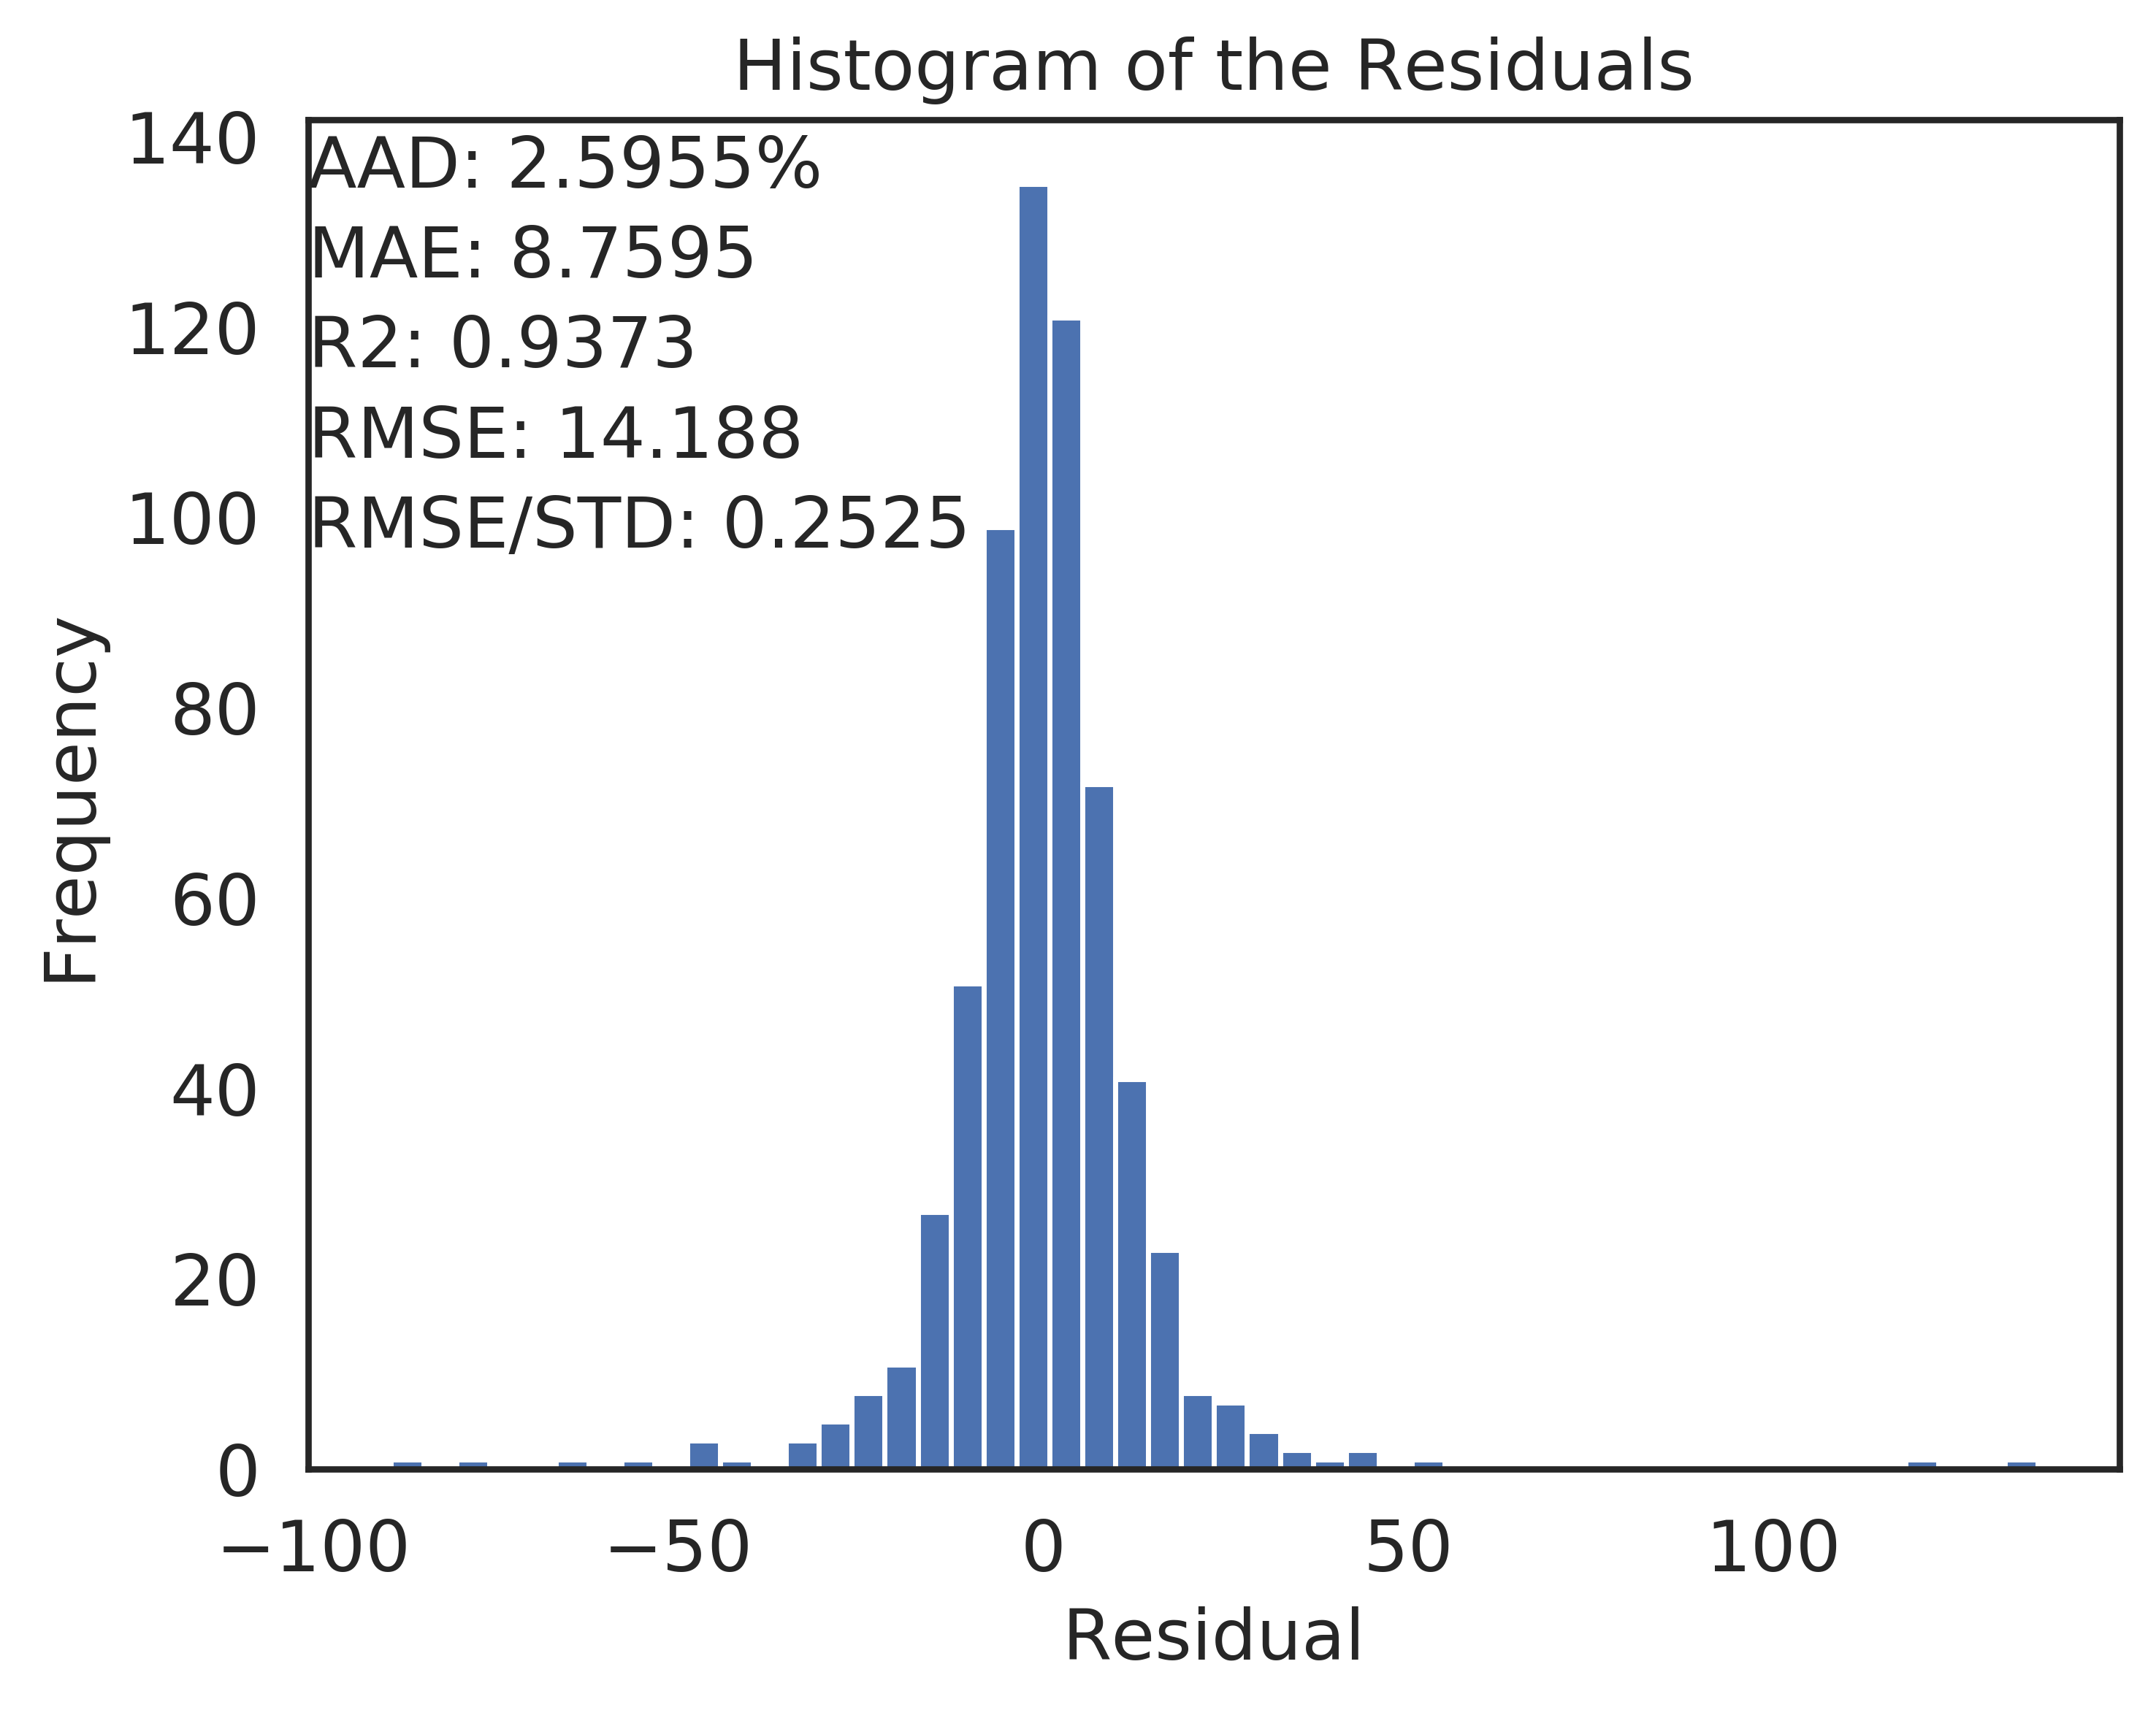 Histogram of the Residuals
140
120
100
80
60
40
20
0
Frequency
AAD: 2.5955%
MAE: 8.7595
R2: 0.9373
RMSE: 14.188
RMSE/STD: 0.2525
−100 −50 0 50 100
Residual